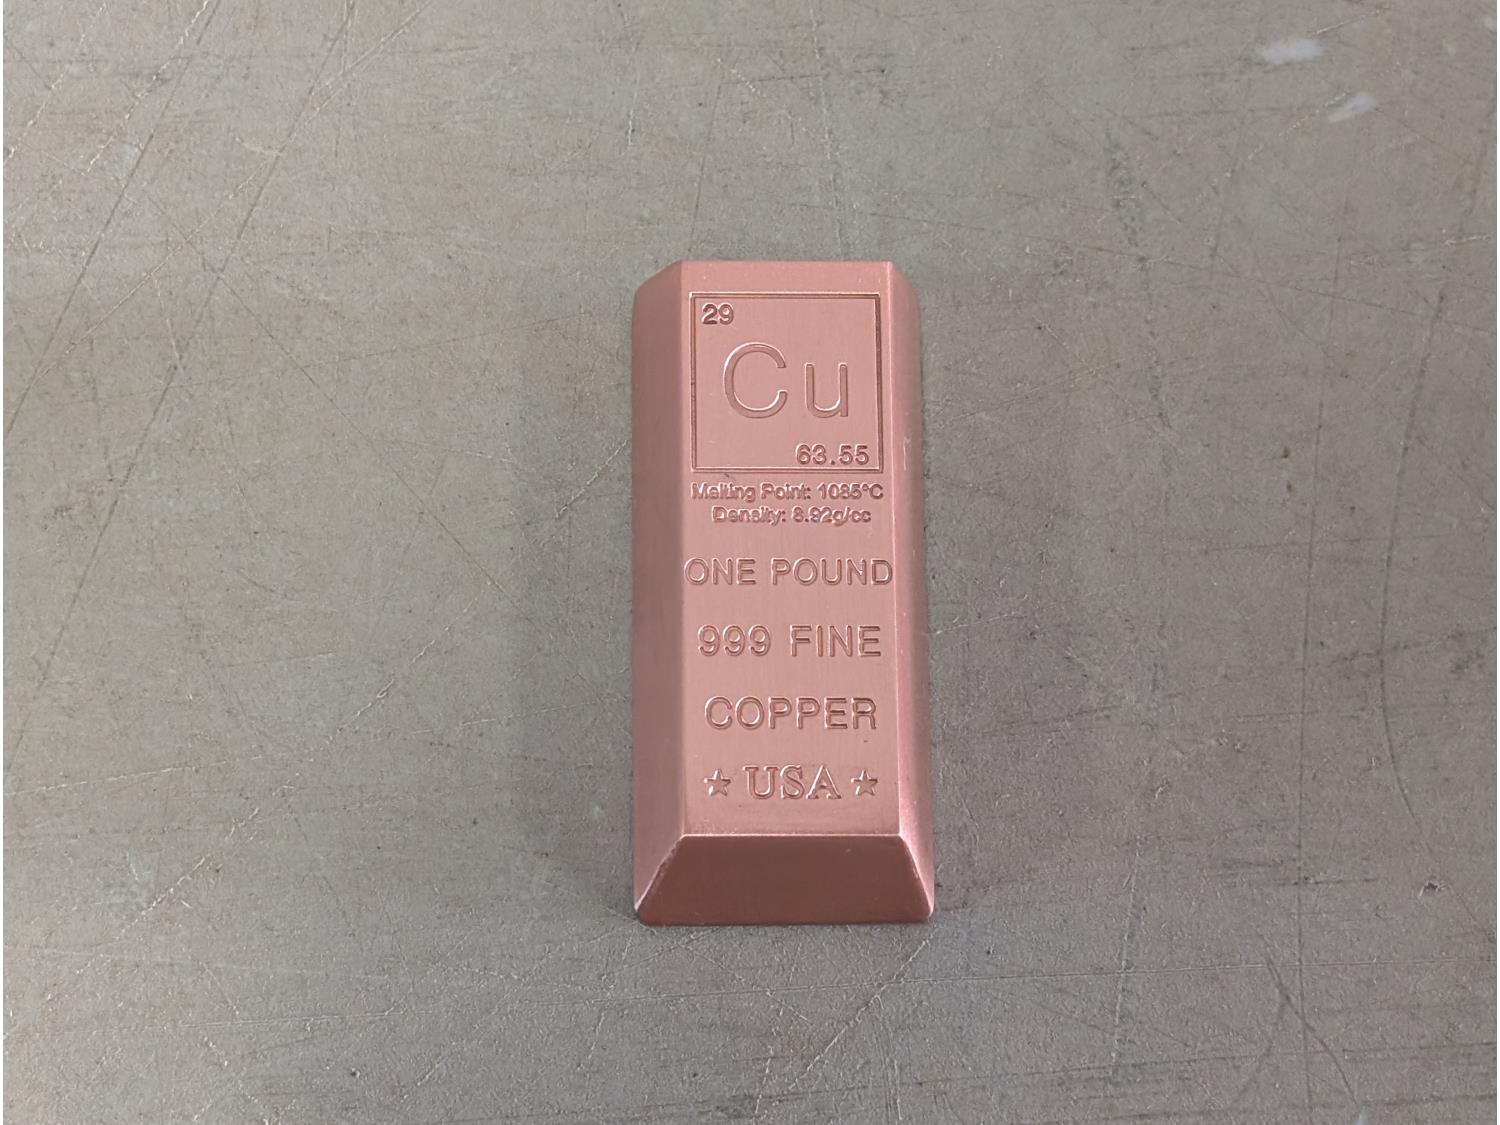 29
Cu
63.55
Melting Point: 1085°C
Density: 8.92g/cc
ONE POUND
999 FINE
COPPER
★ USA ★